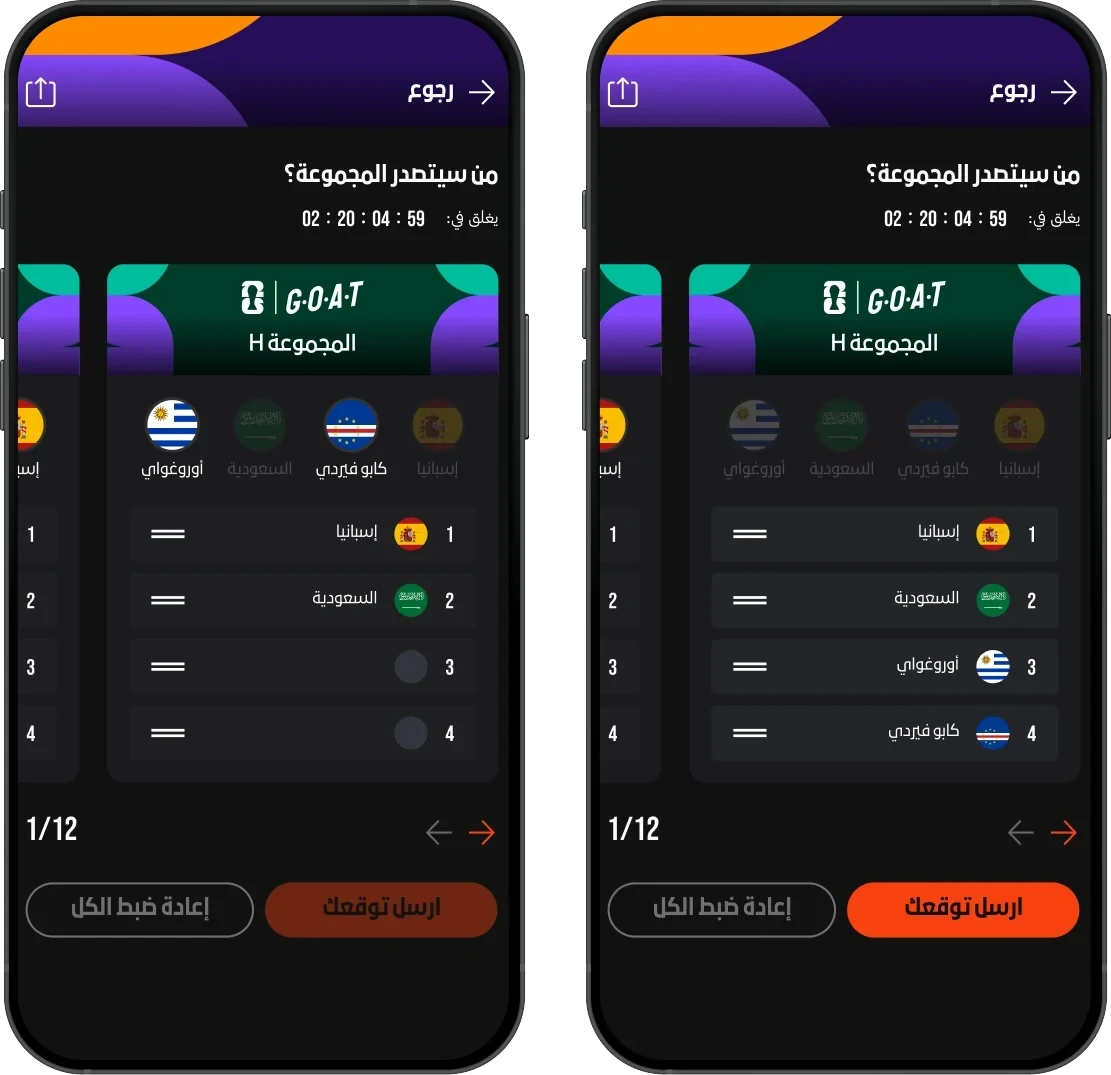 رجوع
من سيتصدر المجموعة؟
يغلق في: 02 : 20 : 04 : 59
G·O·A·T
المجموعة H
إسبانيا
كابو فيردي
السعودية
أوروغواي
1 إسبانيا
2 السعودية
3
4
إسب
1
2
3
4
1/12
ارسل توقعك
إعادة ضبط الكل
رجوع
من سيتصدر المجموعة؟
يغلق في: 02 : 20 : 04 : 59
G·O·A·T
المجموعة H
إسبانيا
كابو فيردي
السعودية
أوروغواي
1 إسبانيا
2 السعودية
3 أوروغواي
4 كابو فيردي
إسب
1
2
3
4
1/12
ارسل توقعك
إعادة ضبط الكل